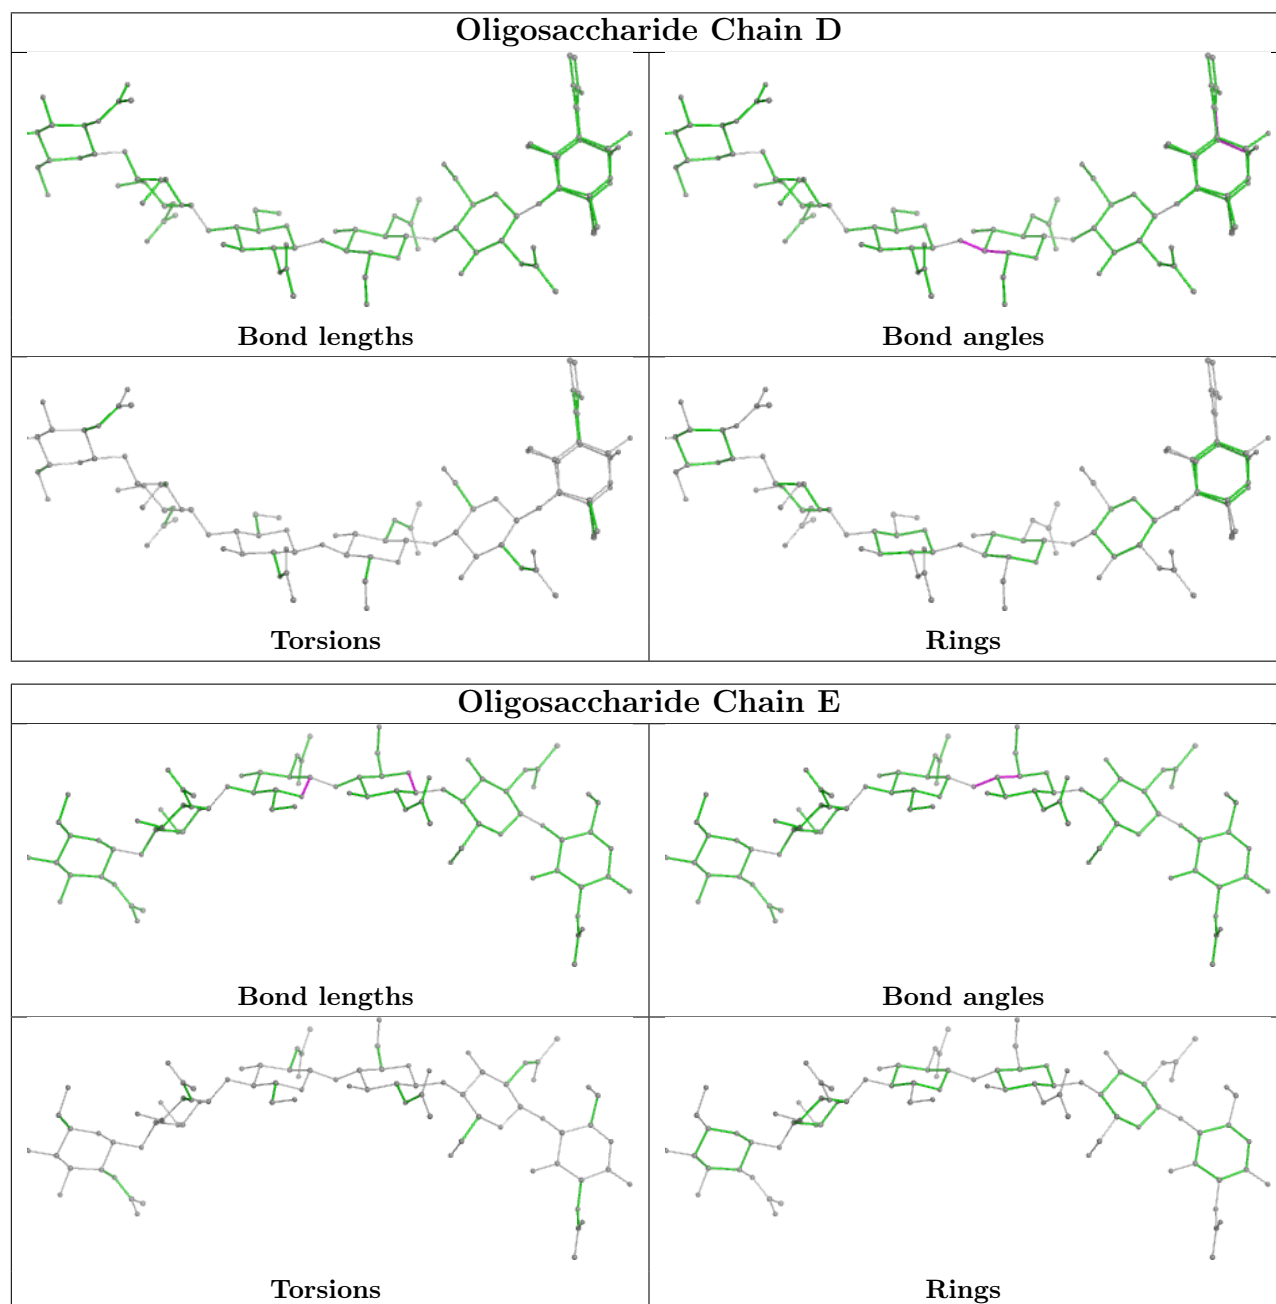 Oligosaccharide Chain D
Bond lengths
Bond angles
Torsions
Rings
Oligosaccharide Chain E
Bond lengths
Bond angles
Torsions
Rings